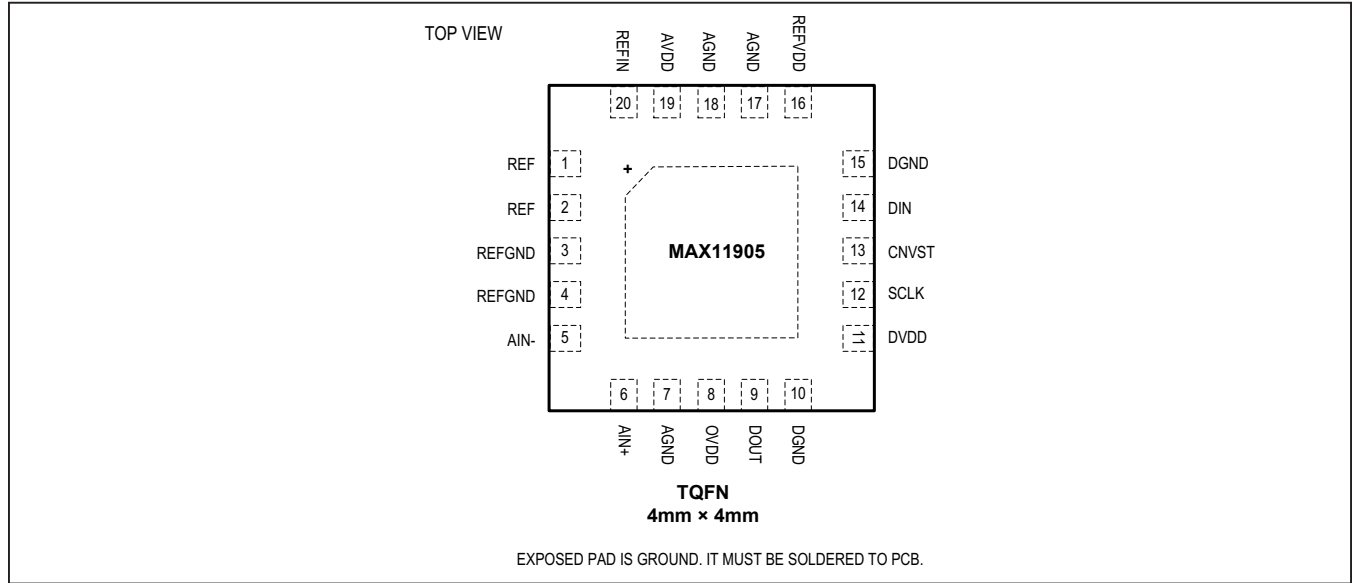 TOP VIEW
REFIN
AVDD
AGND
AGND
REFVDD
20
19
18
17
16
REF
1
REF
2
REFGND
3
REFGND
4
AIN-
5
+
MAX11905
15
DGND
14
DIN
13
CNVST
12
SCLK
11
DVDD
6
7
8
9
10
AIN+
AGND
OVDD
DOUT
DGND
TQFN
4mm × 4mm
EXPOSED PAD IS GROUND. IT MUST BE SOLDERED TO PCB.